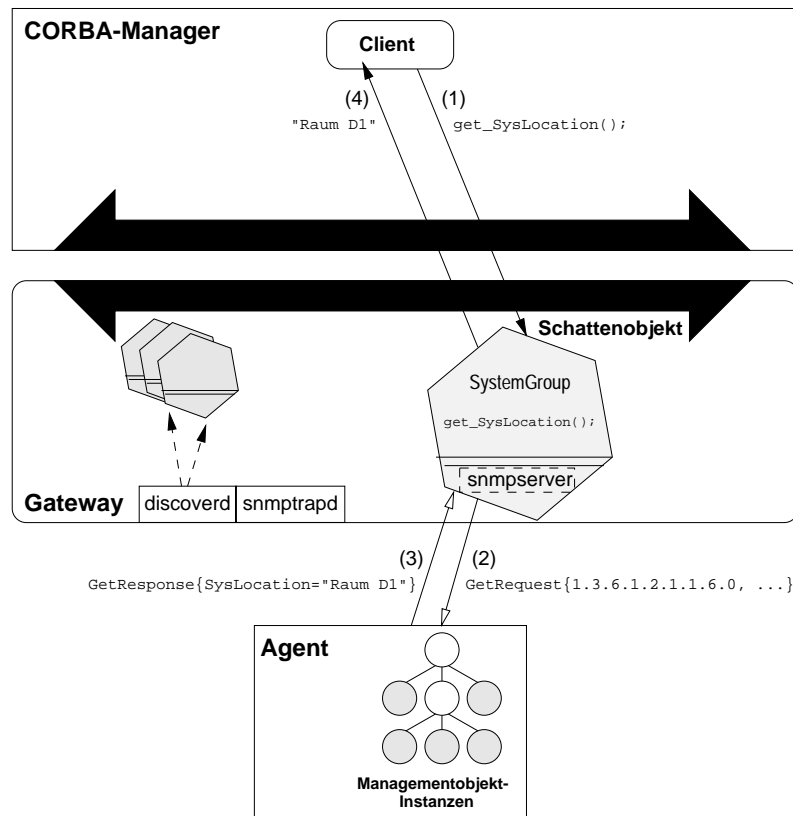 CORBA-Manager
Client
(4)
(1)
"Raum D1"
get_SysLocation();
Schattenobjekt
SystemGroup
get_SysLocation();
snmpserver
Gateway
discoverd
snmptrapd
(3)
(2)
GetResponse{SysLocation="Raum D1"}
GetRequest{1.3.6.1.2.1.1.6.0, ...}
Agent
Managementobjekt-
Instanzen